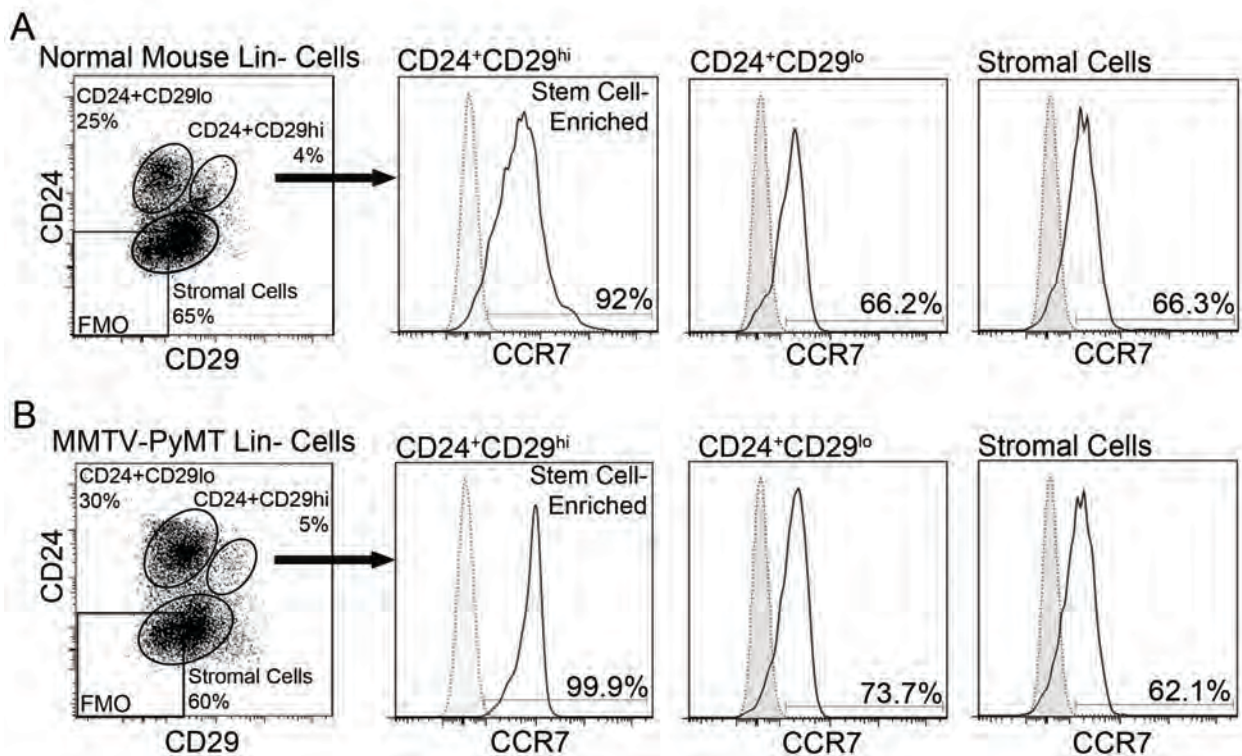 A
Normal Mouse Lin- Cells
CD24+CD29lo
25%
CD24+CD29hi
4%
CD24
FMO
Stromal Cells
65%
CD29
CD24⁺CD29ʰⁱ
Stem Cell-
Enriched
92%
CCR7
CD24⁺CD29ˡᵒ
66.2%
CCR7
Stromal Cells
66.3%
CCR7
B
MMTV-PyMT Lin- Cells
CD24+CD29lo
30%
CD24+CD29hi
5%
CD24
FMO
Stromal Cells
60%
CD29
CD24⁺CD29ʰⁱ
Stem Cell-
Enriched
99.9%
CCR7
CD24⁺CD29ˡᵒ
73.7%
CCR7
Stromal Cells
62.1%
CCR7